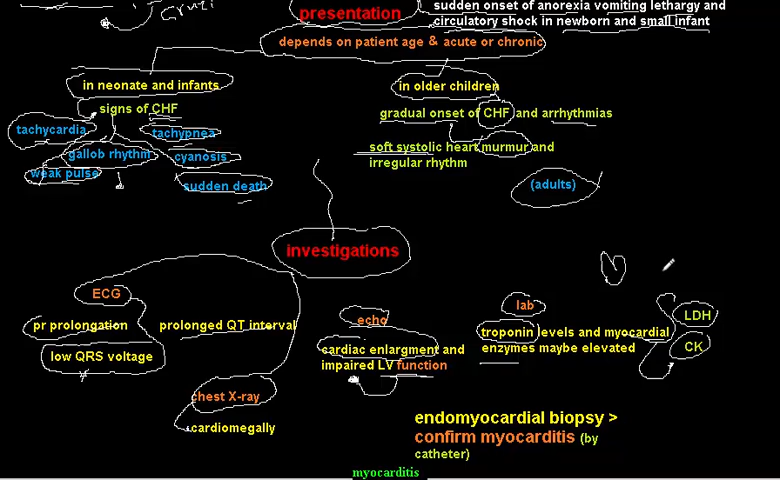 presentation
sudden onset of anorexia vomiting lethargy and
circulatory shock in newborn and small infant
depends on patient age & acute or chronic
in neonate and infants
signs of CHF
tachycardia
tachypnea
gallob rhythm
cyanosis
weak pulse
sudden death
in older children
gradual onset of CHF and arrhythmias
soft systolic heart murmur and
irregular rhythm
(adults)
investigations
ECG
pr prolongation
prolonged QT interval
low QRS voltage
chest X-ray
cardiomegally
echo
cardiac enlargment and
impaired LV function
lab
troponin levels and myocardial
enzymes maybe elevated
LDH
CK
endomyocardial biopsy >
confirm myocarditis (by
catheter)
myocarditis